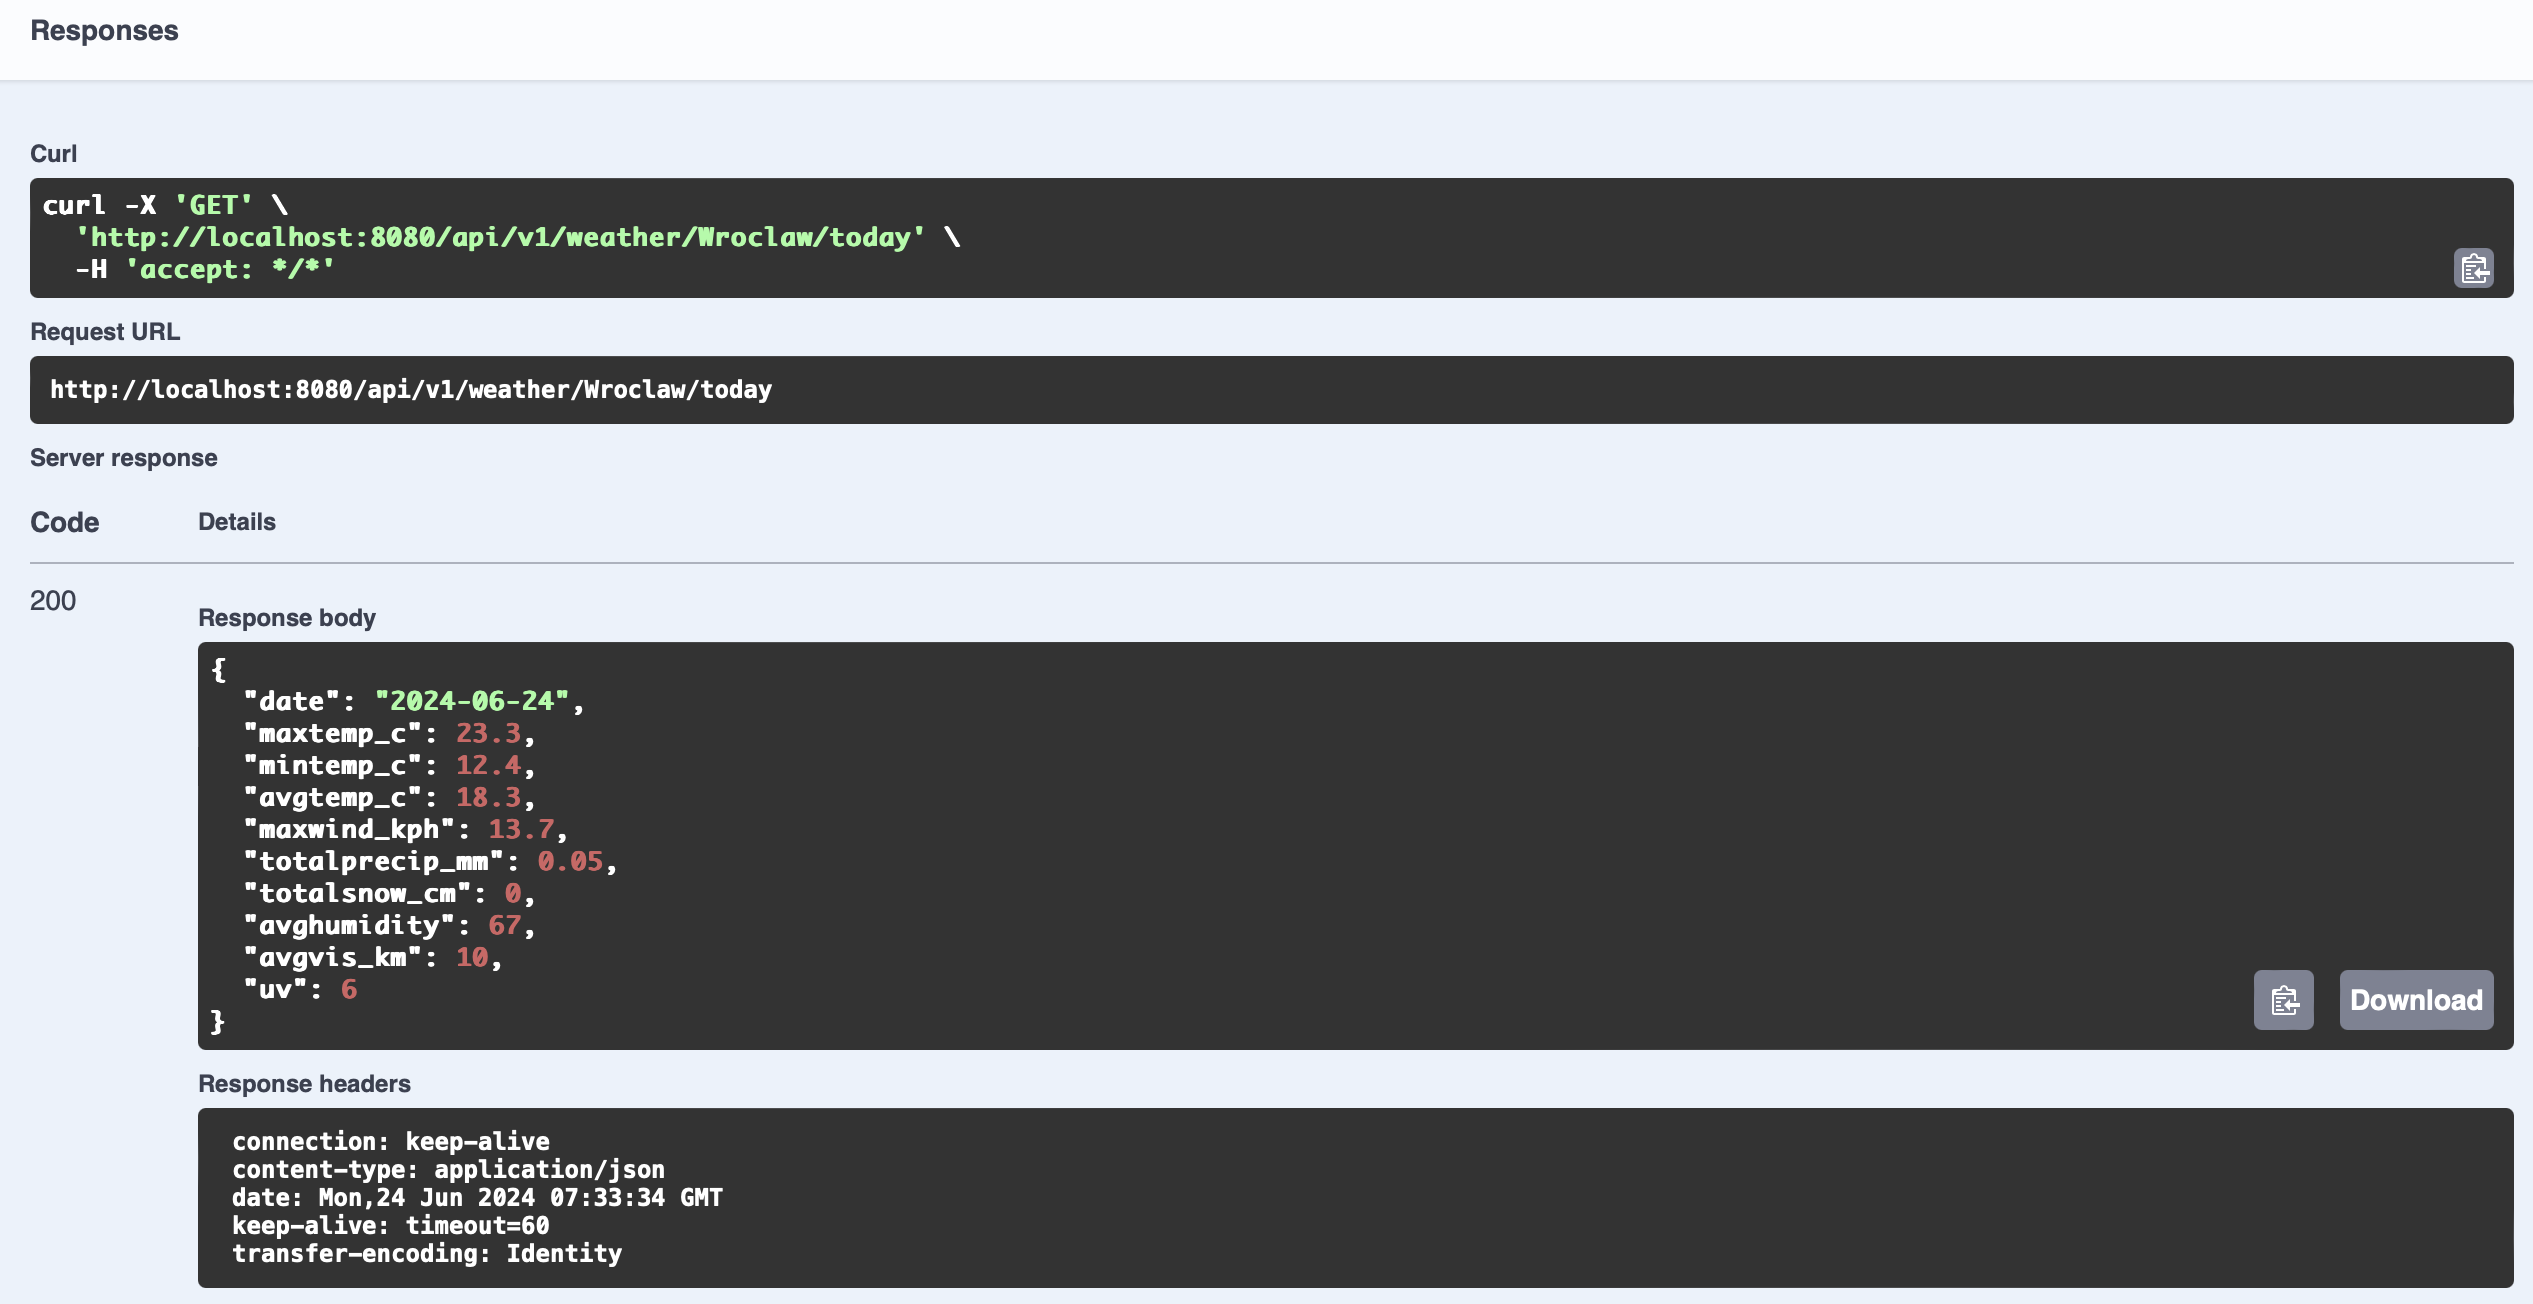 Responses
Curl
curl -X 'GET' \
  'http://localhost:8080/api/v1/weather/Wroclaw/today' \
  -H 'accept: */*'
Request URL
http://localhost:8080/api/v1/weather/Wroclaw/today
Server response
Code Details
200
Response body
{
  "date": "2024-06-24",
  "maxtemp_c": 23.3,
  "mintemp_c": 12.4,
  "avgtemp_c": 18.3,
  "maxwind_kph": 13.7,
  "totalprecip_mm": 0.05,
  "totalsnow_cm": 0,
  "avghumidity": 67,
  "avgvis_km": 10,
  "uv": 6
}
Download
Response headers
connection: keep-alive
content-type: application/json
date: Mon,24 Jun 2024 07:33:34 GMT
keep-alive: timeout=60
transfer-encoding: Identity